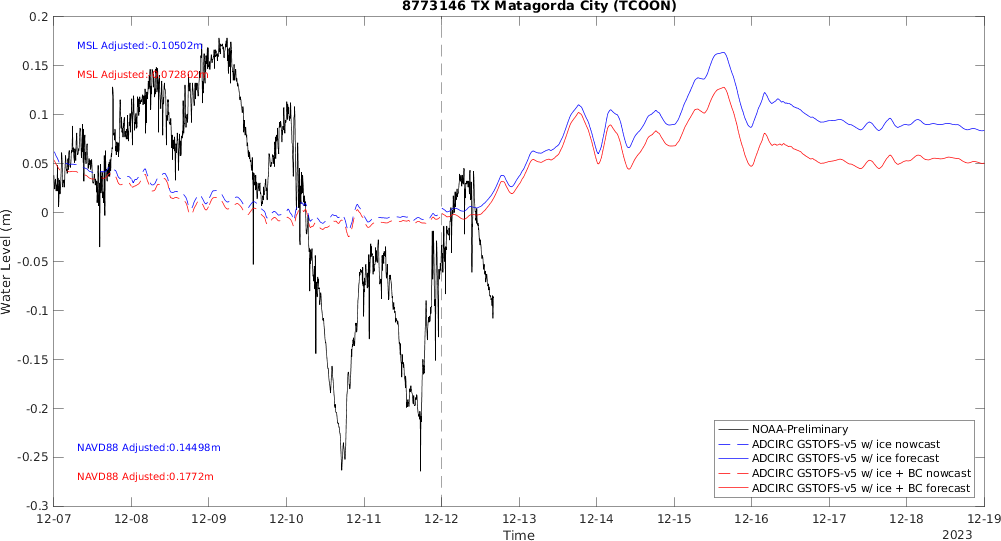 8773146 TX Matagorda City (TCOON)
0.2
0.15
0.1
0.05
0
-0.05
-0.1
-0.15
-0.2
-0.25
-0.3
Water Level (m)
MSL Adjusted:-0.10502m
MSL Adjusted:-0.072802m
NAVD88 Adjusted:0.14498m
NAVD88 Adjusted:0.1772m
NOAA-Preliminary
ADCIRC GSTOFS-v5 w/ ice nowcast
ADCIRC GSTOFS-v5 w/ ice forecast
ADCIRC GSTOFS-v5 w/ ice + BC nowcast
ADCIRC GSTOFS-v5 w/ ice + BC forecast
12-07 12-08 12-09 12-10 12-11 12-12 12-13 12-14 12-15 12-16 12-17 12-18 12-19
Time
2023